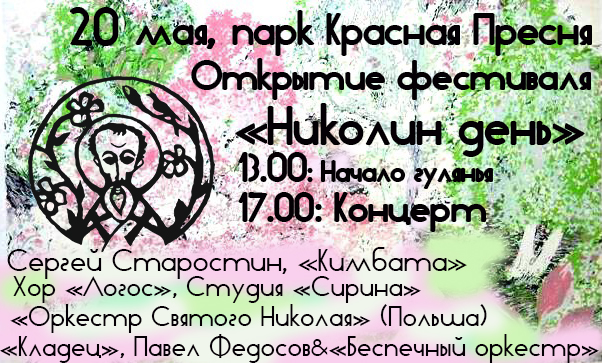 20 мая, парк Красная Пресня
Открытие фестиваля
«Николин день»
13.00: Начало гулянья
17.00: Концерт
Сергей Старостин, «Кимбата»
Хор «Логос», Студия «Сирина»
«Оркестр Святого Николая» (Польша)
«Кладец», Павел Федосов&«Беспечный оркестр»